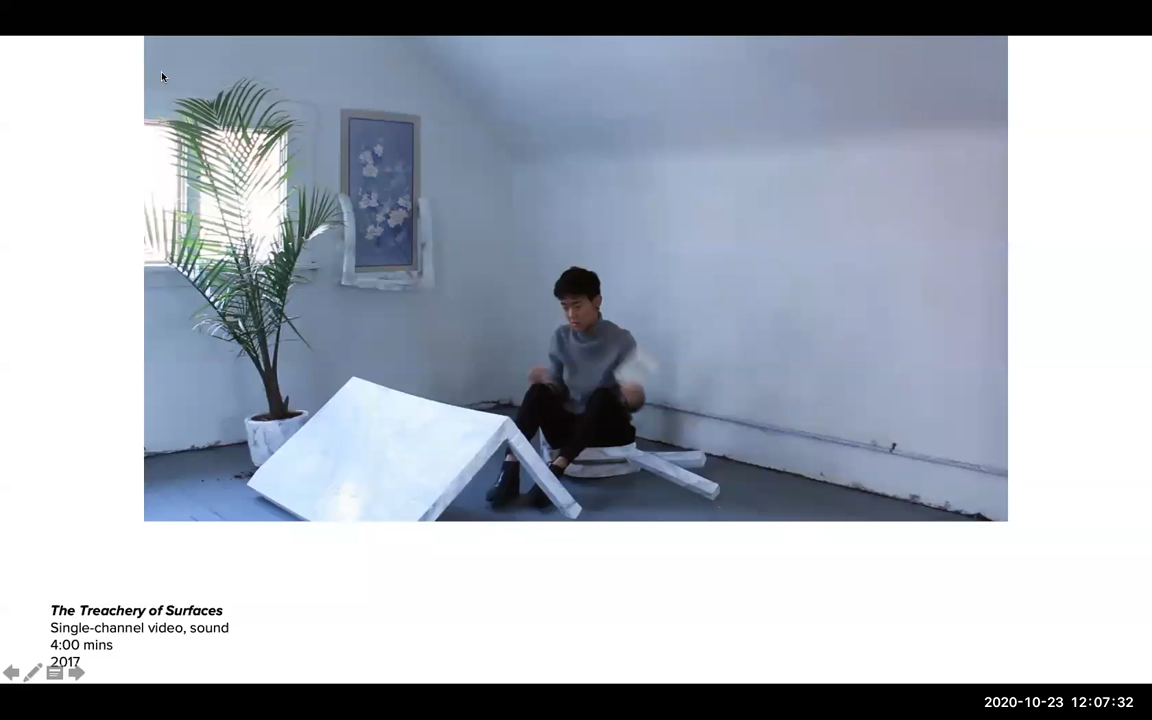 The Treachery of Surfaces
Single-channel video, sound
4:00 mins
2017
2020-10-23 12:07:32